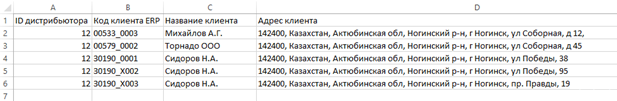 A B C D
1 ID дистрибьютора Код клиента ERP Название клиента Адрес клиента
2 12 00533_0003 Михайлов А.Г. 142400, Казахстан, Актюбинская обл, Ногинский р-н, г Ногинск, ул Соборная, д 12,
3 12 00579_0002 Торнадо ООО 142400, Казахстан, Актюбинская обл, Ногинский р-н, г Ногинск, ул Соборная, д 45
4 12 30190_0001 Сидоров Н.А. 142400, Казахстан, Актюбинская обл, Ногинский р-н, г Ногинск, ул Победы, 38
5 12 30190_X002 Сидоров Н.А. 142400, Казахстан, Актюбинская обл, Ногинский р-н, г Ногинск, ул Победы, 95
6 12 30190_X003 Сидоров Н.А. 142400, Казахстан, Актюбинская обл, Ногинский р-н, г Ногинск, пр. Правды, 19
7